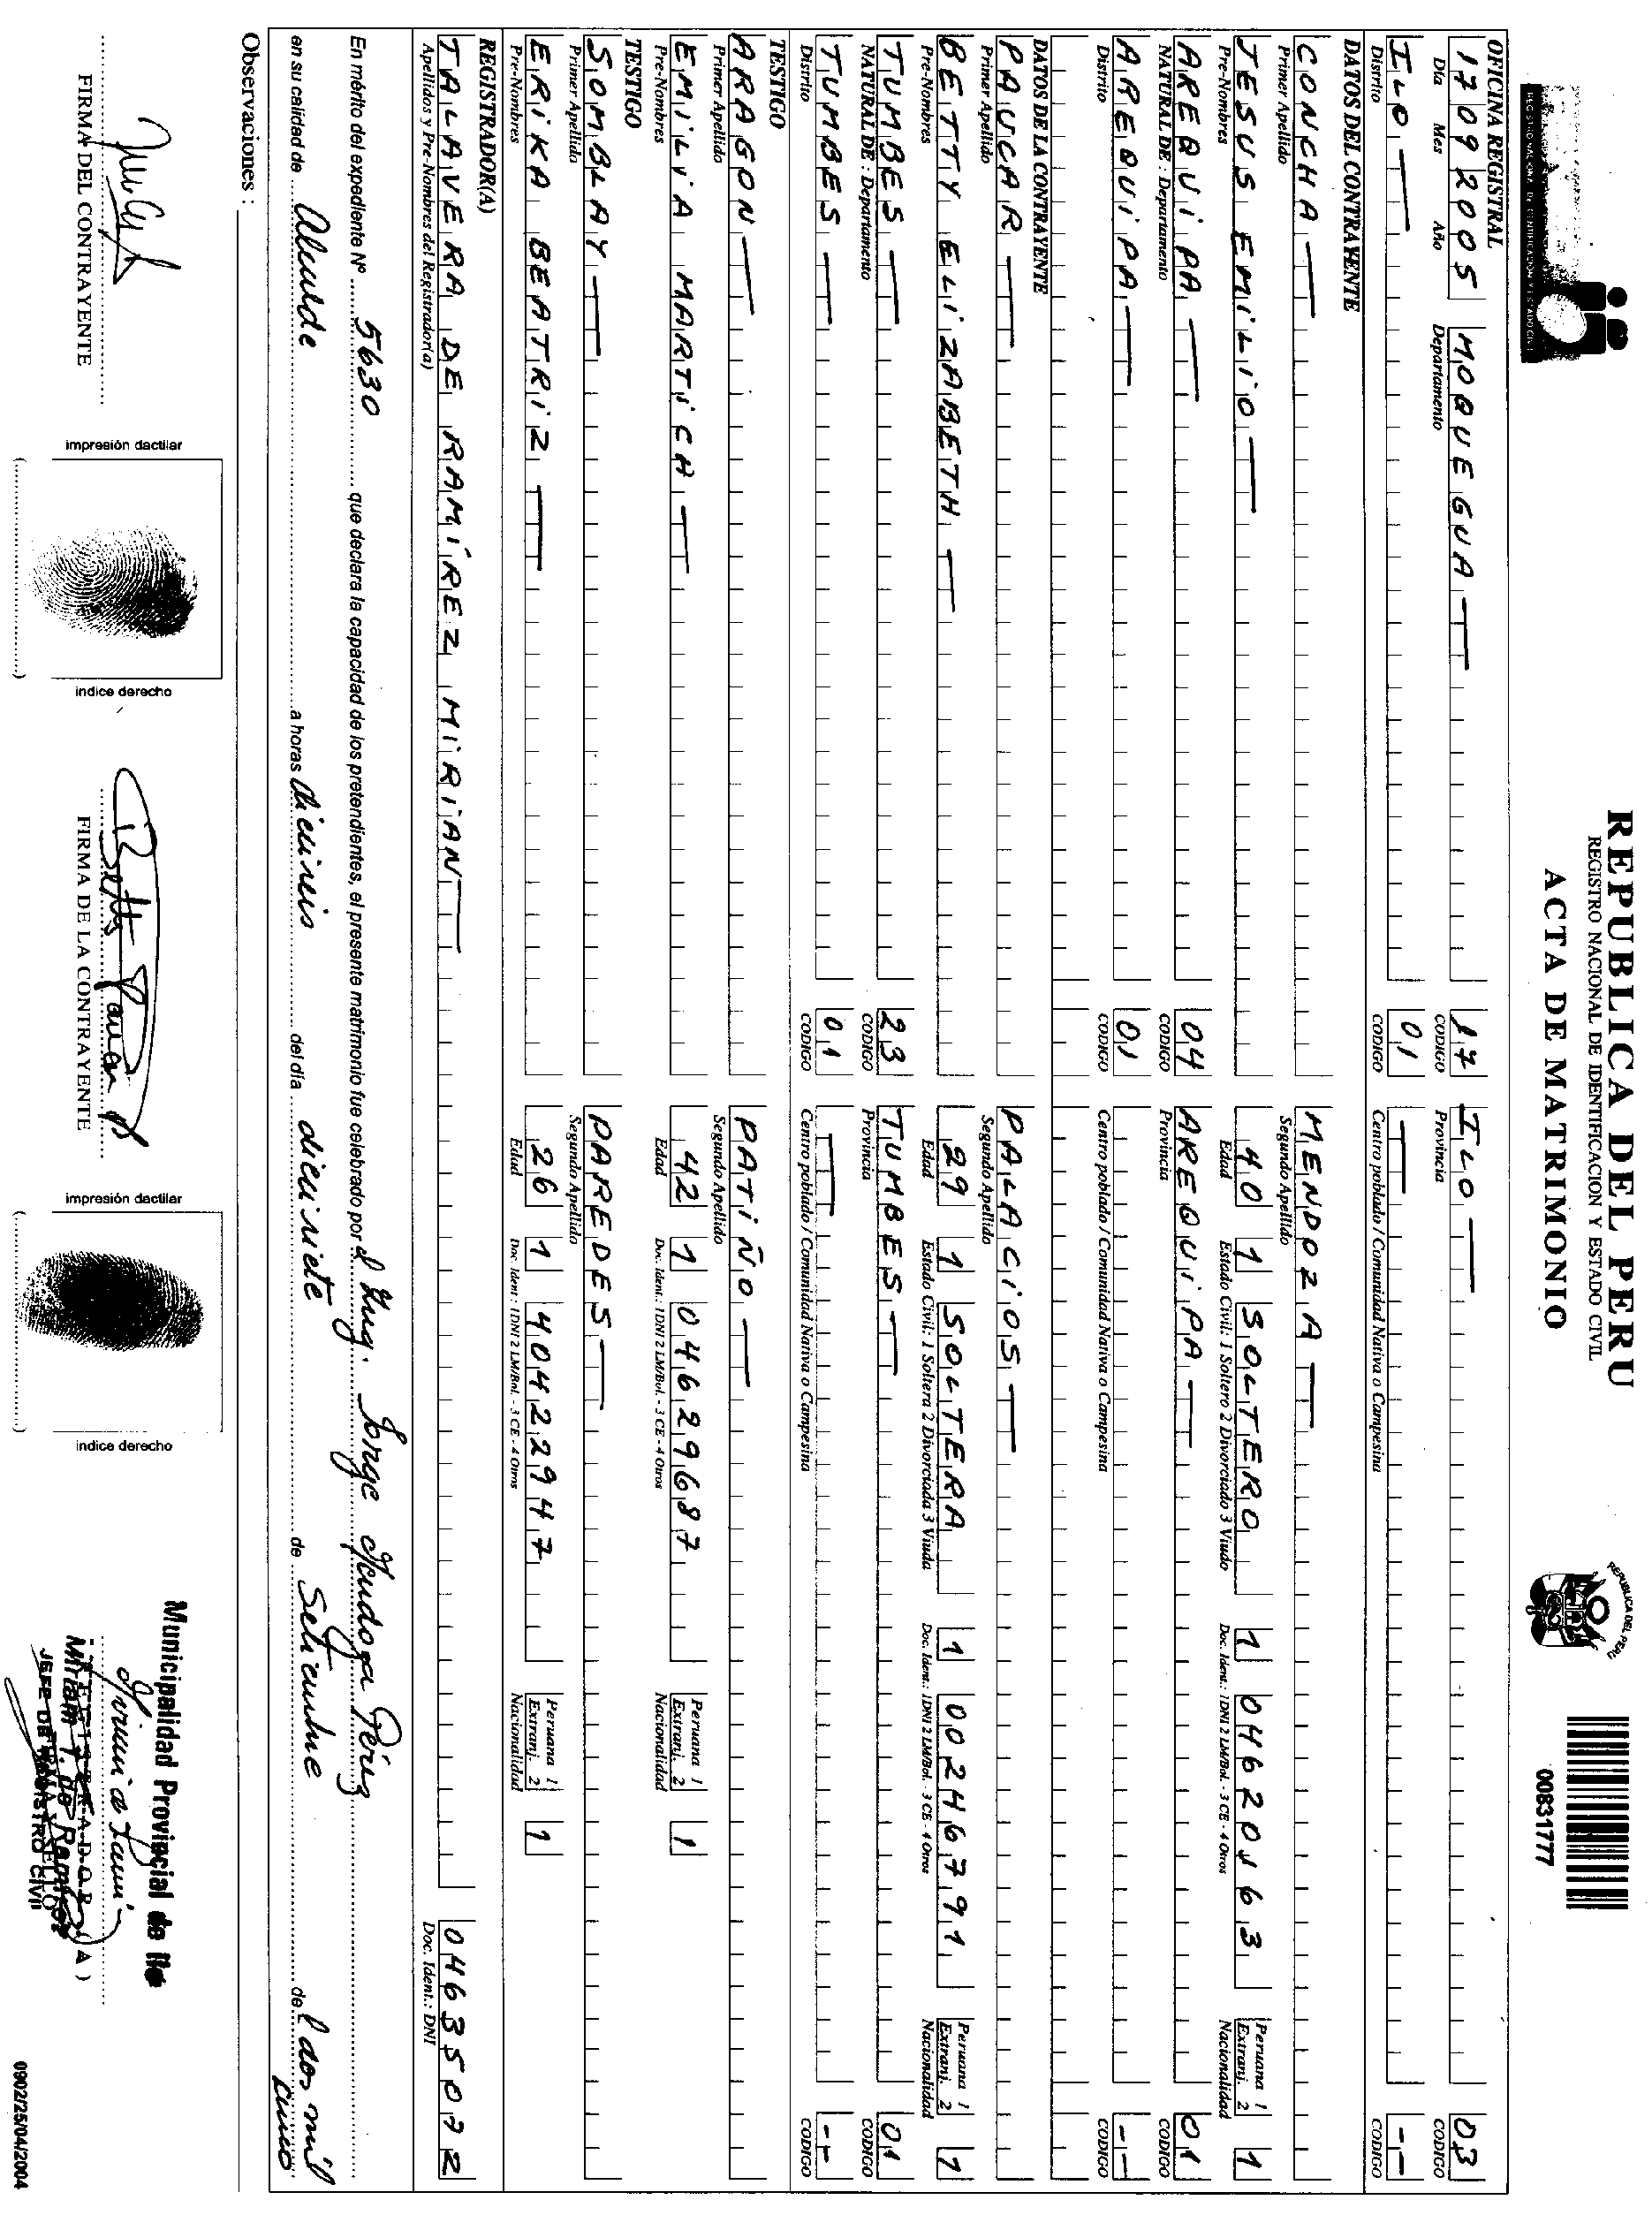 REPUBLICA DEL PERU
REGISTRO NACIONAL DE IDENTIFICACION Y ESTADO CIVIL
ACTA DE MATRIMONIO
REPUBLICA DEL PERU
00831777
OFICINA REGISTRAL
17 09 2005 MOQUEGUA 17 ILO 03
Día Mes Año Departamento CODIGO Provincia CODIGO
ILO 01 --
Distrito CODIGO Centro poblado / Comunidad Nativa o Campesina CODIGO
DATOS DEL CONTRAYENTE
CONCHA MENDOZA
Primer Apellido Segundo Apellido
JESUS EMILIO 40 1 SOLTERO 1 04620163 Peruana 1 Extranj. 2 1
Pre-Nombres Edad Estado Civil: 1 Soltero 2 Divorciado 3 Viudo Doc. Ident.: 1DNI 2 LM/Bol. - 3 CE - 4 Otros Nacionalidad
AREQUIPA 04 AREQUIPA 01
NATURAL DE : Departamento CODIGO Provincia CODIGO
AREQUIPA 01 --
Distrito CODIGO Centro poblado / Comunidad Nativa o Campesina CODIGO
DATOS DE LA CONTRAYENTE
PAUCAR PALACIOS
Primer Apellido Segundo Apellido
BETTY ELIZABETH 29 1 SOLTERA 1 00246791 Peruana 1 Extranj. 2 1
Pre-Nombres Edad Estado Civil: 1 Soltera 2 Divorciada 3 Viuda Doc. Ident.: 1DNI 2 LM/Bol. 3 CE - 4 Otros Nacionalidad
TUMBES 23 TUMBES 01
NATURAL DE : Departamento CODIGO Provincia CODIGO
TUMBES 01 --
Distrito CODIGO Centro poblado / Comunidad Nativa o Campesina CODIGO
TESTIGO
ARAGON PATIÑO
Primer Apellido Segundo Apellido
EMILIA MARTICH 42 1 04629687 Peruana 1 Extranj. 2 1
Pre-Nombres Edad Doc. Ident.: 1DNI 2 LM/Bol. - 3 CE - 4 Otros Nacionalidad
TESTIGO
SOMBLAY PAREDES
Primer Apellido Segundo Apellido
ERIKA BEATRIZ 26 1 40422947 Peruana 1 Extranj. 2 1
Pre-Nombres Edad Doc. Ident.: 1DNI 2 LM/Bol. - 3 CE - 4 Otros Nacionalidad
REGISTRADOR(A)
TALAVERA DE RAMÍREZ MIRIAN 04635072
Apellidos y Pre-Nombres del Registrador(a) Doc. Ident.: DNI
En mérito del expediente Nº 5630 que declara la capacidad de los pretendientes, el presente matrimonio fue celebrado por el Ing. Jorge Mendoza Pérez
en su calidad de Alcalde a horas dieciseis del día diecisiete de Setiembre de l dos mil cinco
Observaciones :
FIRMA DEL CONTRAYENTE
impresión dactilar
índice derecho
Betty Paucar P
FIRMA DE LA CONTRAYENTE
impresión dactilar
índice derecho
Municipalidad Provincial de Ilo
Miriam T. de Ramírez
JEFE DE REGISTRO CIVIL
0902/25/04/2004